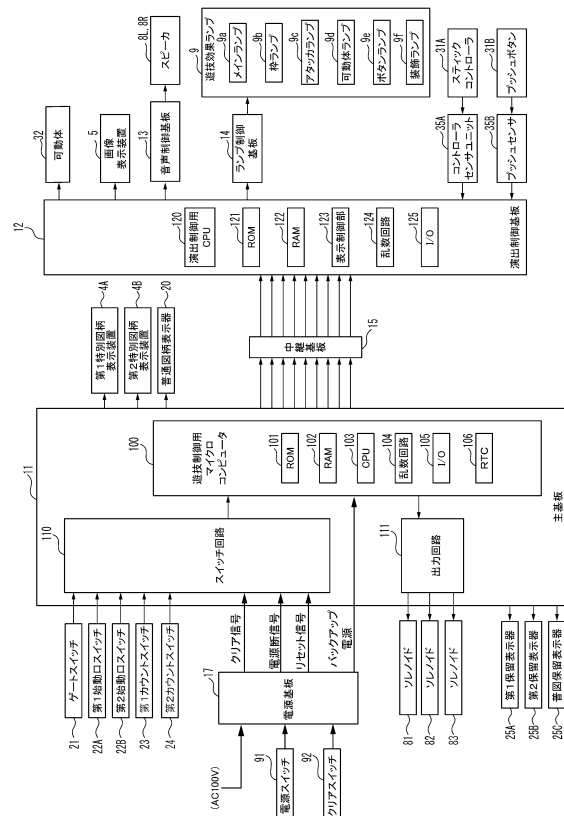 32
可動体
5
画像
表示装置
13
音声制御基板
8L, 8R
スピーカ
9
遊技効果ランプ
9a
メインランプ
9b
枠ランプ
9c
アタッカランプ
9d
可動体ランプ
9e
ボタンランプ
9f
装飾ランプ
14
ランプ制御
基板
35A
コントローラ
センサユニット
31A
スティック
コントローラ
35B
プッシュセンサ
31B
プッシュボタン
12
120
演出制御用
CPU
121
ROM
122
RAM
123
表示制御部
124
乱数回路
125
I/O
演出制御基板
4A
第1特別図柄
表示装置
4B
第2特別図柄
表示装置
20
普通図柄表示器
15
中継基板
11
100
遊技制御用
マイクロ
コンピュータ
101
ROM
102
RAM
103
CPU
104
乱数回路
105
I/O
106
RTC
主基板
110
スイッチ回路
111
出力回路
21
ゲートスイッチ
22A
第1始動口スイッチ
22B
第2始動口スイッチ
23
第1カウントスイッチ
24
第2カウントスイッチ
クリア信号
電源断信号
リセット信号
バックアップ
電源
17
電源基板
(AC100V)
91
電源スイッチ
92
クリアスイッチ
81
ソレノイド
82
ソレノイド
83
ソレノイド
25A
第1保留表示器
25B
第2保留表示器
25C
普図保留表示器